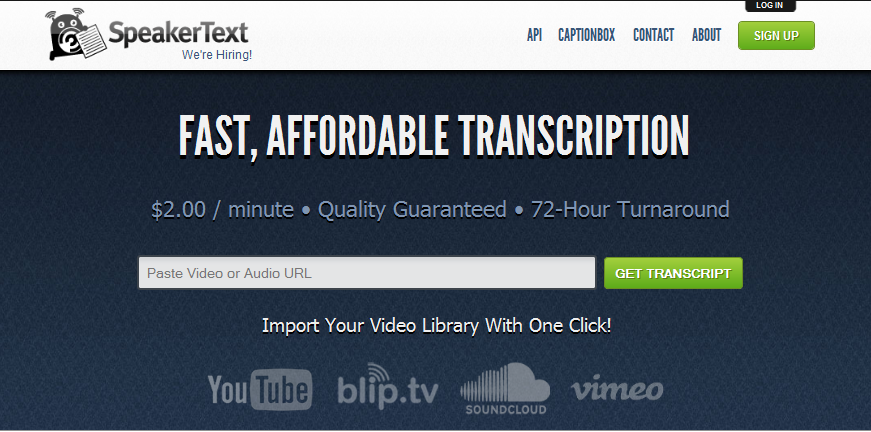 LOG IN
SpeakerText
We're Hiring!
API CAPTIONBOX CONTACT ABOUT SIGN UP
FAST, AFFORDABLE TRANSCRIPTION
$2.00 / minute • Quality Guaranteed • 72-Hour Turnaround
Paste Video or Audio URL GET TRANSCRIPT
Import Your Video Library With One Click!
YouTube blip.tv SOUNDCLOUD vimeo